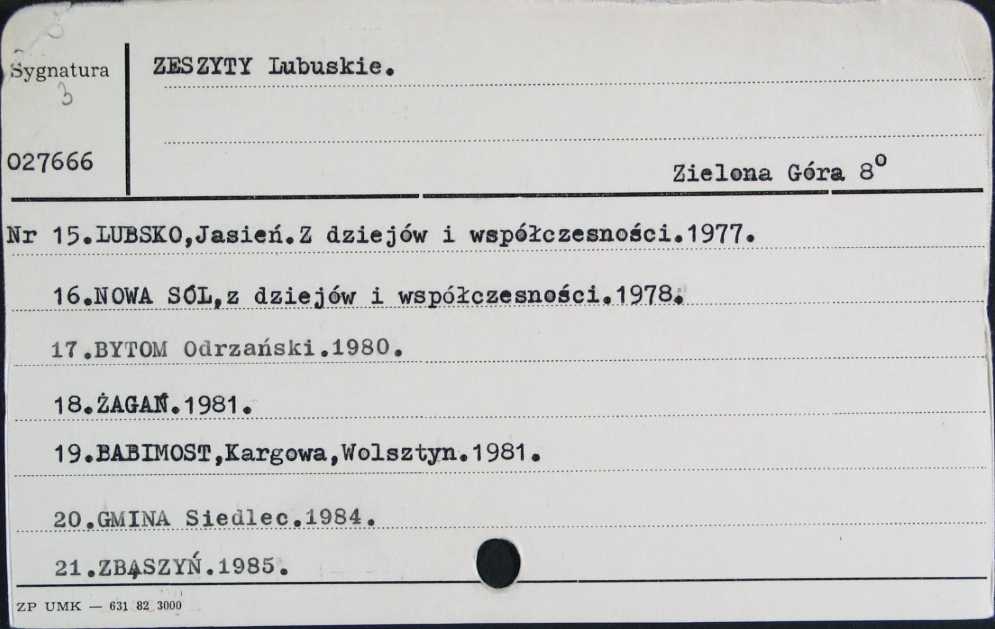 Sygnatura
3
027666
ZESZYTY Lubuskie.
Zielona Góra 8°
Nr 15.LUBSKO,Jasień.Z dziejów i współczesności.1977.
16.NOWA SÓL,z dziejów i współczesności.1978.
17.BYTOM Odrzański.1980.
18.ŻAGAŃ.1981.
19.BABIMOST,Kargowa,Wolsztyn.1981.
20.GMINA Siedlec.1984.
21.ZBĄSZYŃ.1985.
ZP UMK — 631 82 3000